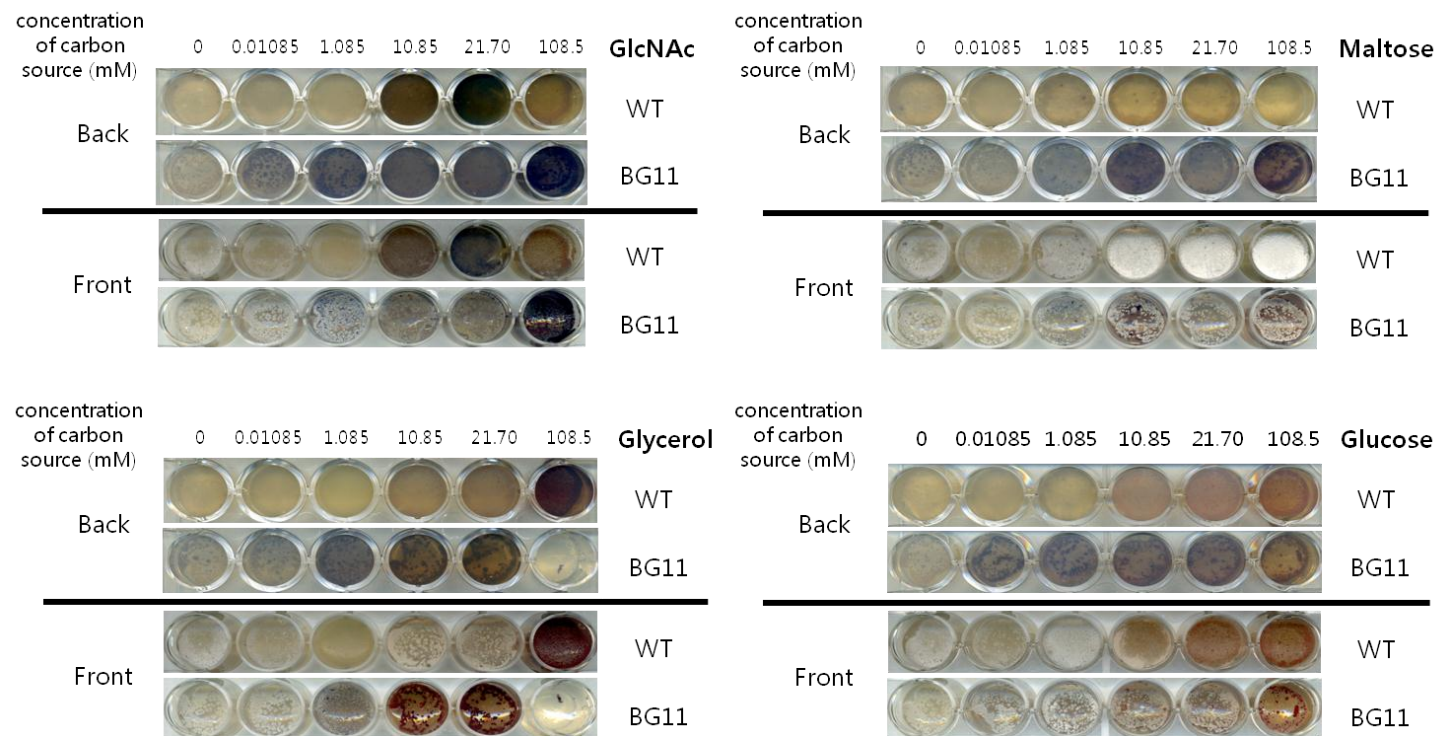 concentration
of carbon
source (mM)
0 0.01085 1.085 10.85 21.70 108.5 GlcNAc
Back
WT
BG11
Front
WT
BG11
concentration
of carbon
source (mM)
0 0.01085 1.085 10.85 21.70 108.5 Maltose
Back
WT
BG11
Front
WT
BG11
concentration
of carbon
source (mM)
0 0.01085 1.085 10.85 21.70 108.5 Glycerol
Back
WT
BG11
Front
WT
BG11
concentration
of carbon
source (mM)
0 0.01085 1.085 10.85 21.70 108.5 Glucose
Back
WT
BG11
Front
WT
BG11